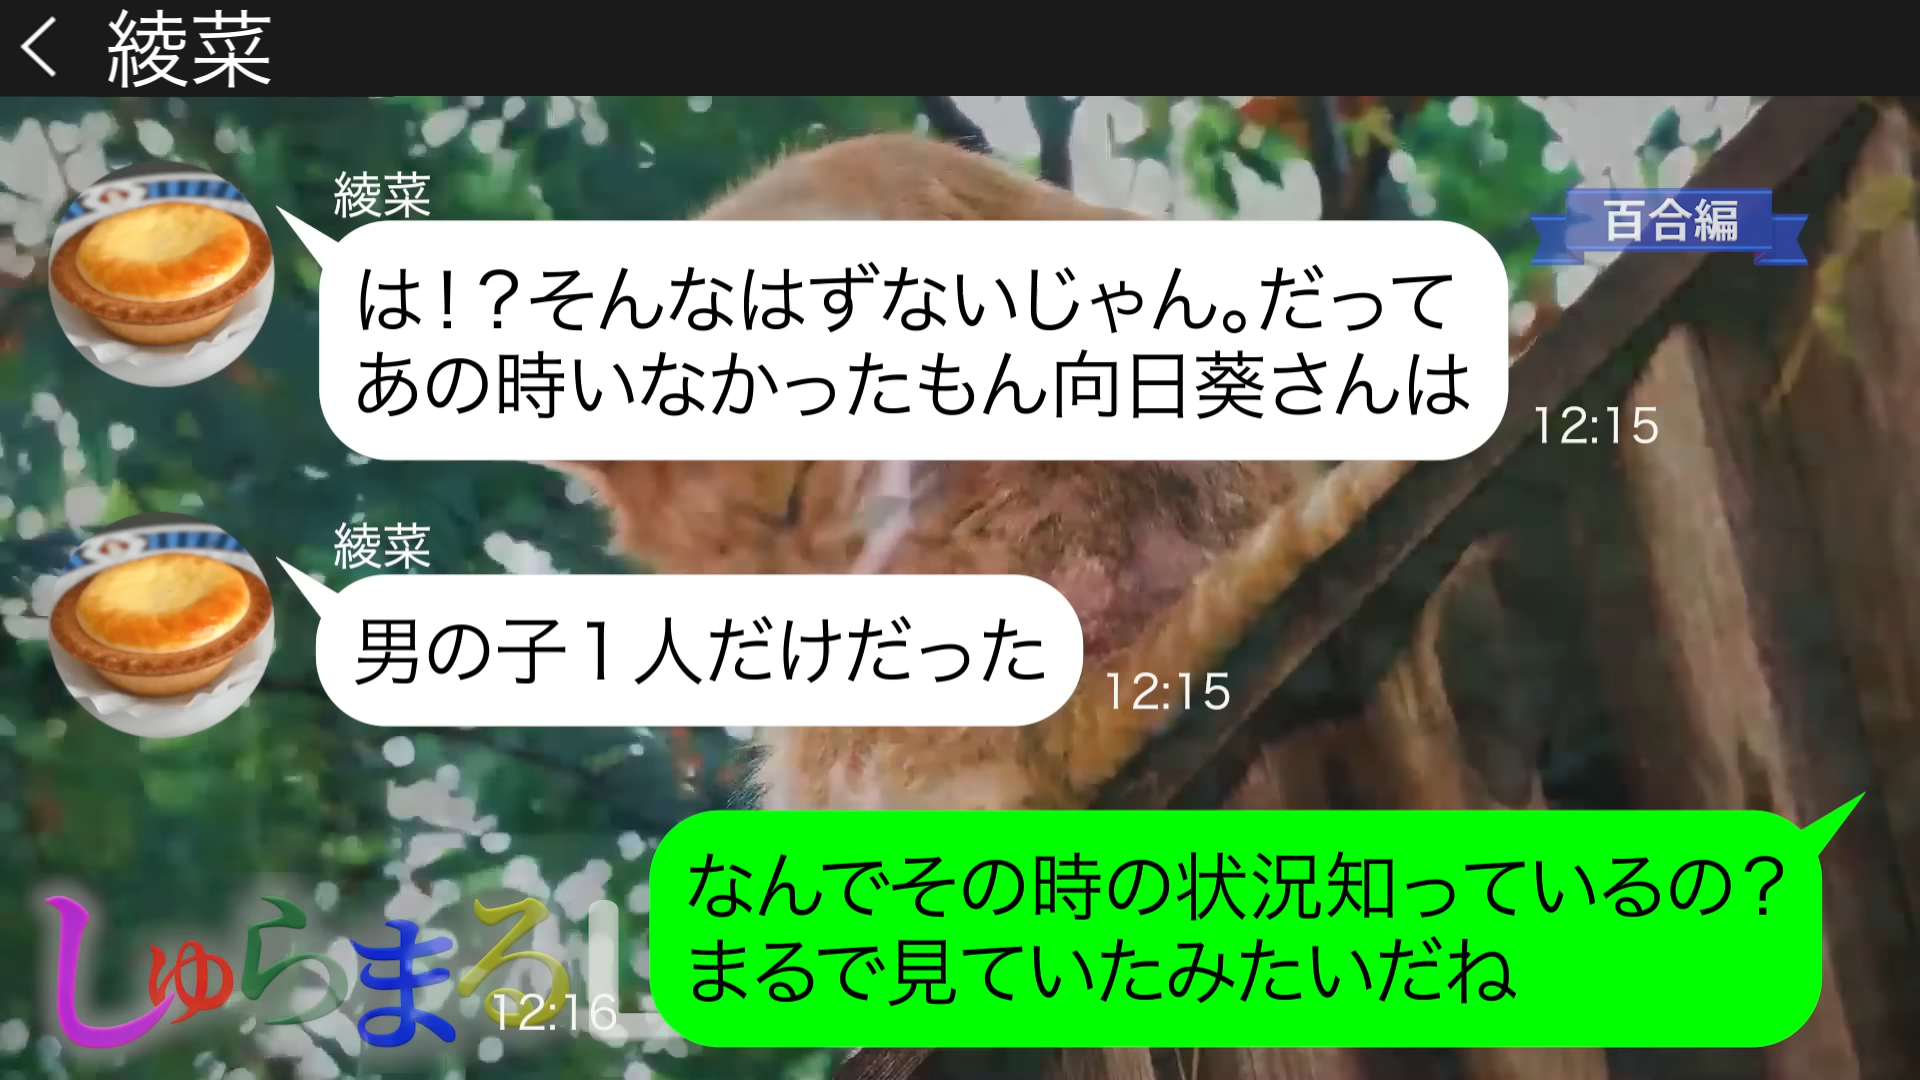 綾菜
綾菜
百合編
は！？そんなはずないじゃん。だって
あの時いなかったもん向日葵さんは
12:15
綾菜
男の子１人だけだった
12:15
なんでその時の状況知っているの？
まるで見ていたみたいだね
12:16
しゅらまる